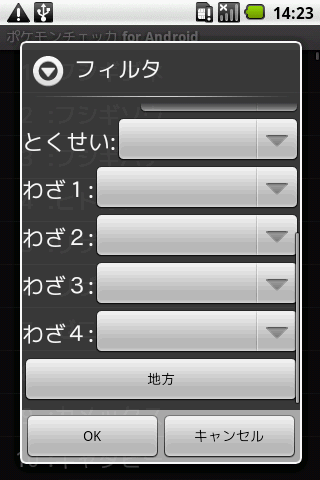 14:23
ポケモンチェッカ for Android
フィルタ
とくせい:
わざ１:
わざ２:
わざ３:
わざ４:
地方
OK キャンセル